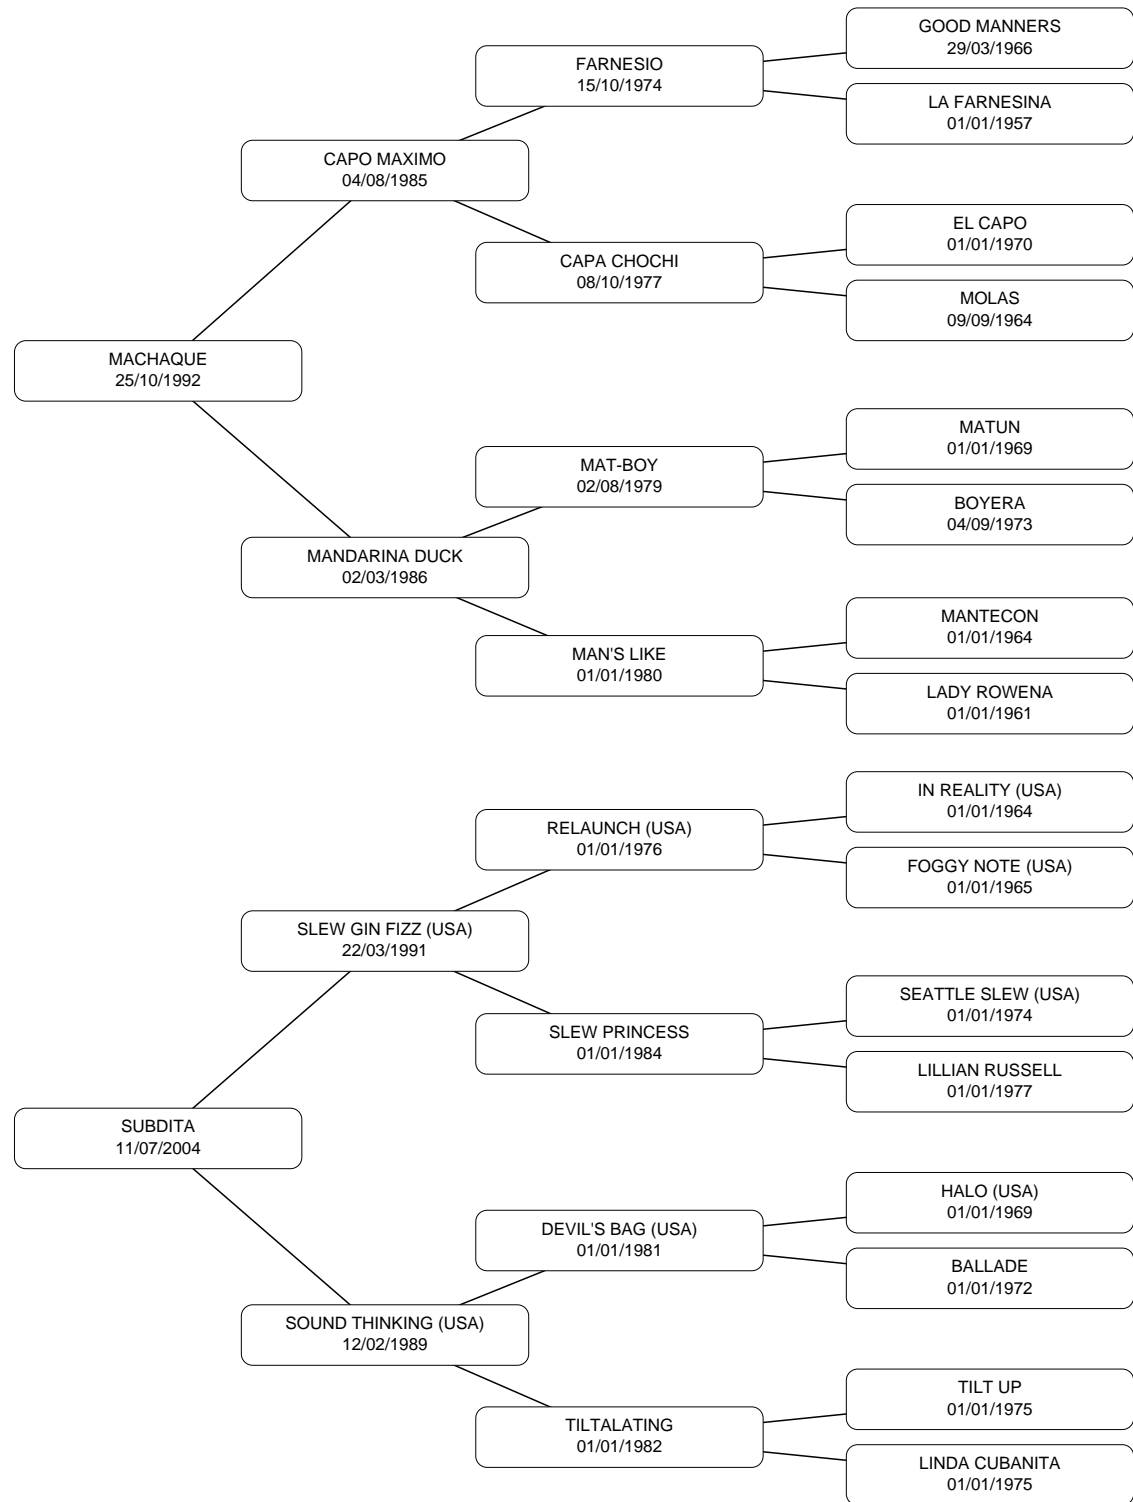 GOOD MANNERS
29/03/1966
FARNESIO
15/10/1974
LA FARNESINA
01/01/1957
CAPO MAXIMO
04/08/1985
EL CAPO
01/01/1970
CAPA CHOCHI
08/10/1977
MOLAS
09/09/1964
MACHAQUE
25/10/1992
MATUN
01/01/1969
MAT-BOY
02/08/1979
BOYERA
04/09/1973
MANDARINA DUCK
02/03/1986
MANTECON
01/01/1964
MAN'S LIKE
01/01/1980
LADY ROWENA
01/01/1961
IN REALITY (USA)
01/01/1964
RELAUNCH (USA)
01/01/1976
FOGGY NOTE (USA)
01/01/1965
SLEW GIN FIZZ (USA)
22/03/1991
SEATTLE SLEW (USA)
01/01/1974
SLEW PRINCESS
01/01/1984
LILLIAN RUSSELL
01/01/1977
SUBDITA
11/07/2004
HALO (USA)
01/01/1969
DEVIL'S BAG (USA)
01/01/1981
BALLADE
01/01/1972
SOUND THINKING (USA)
12/02/1989
TILT UP
01/01/1975
TILTALATING
01/01/1982
LINDA CUBANITA
01/01/1975